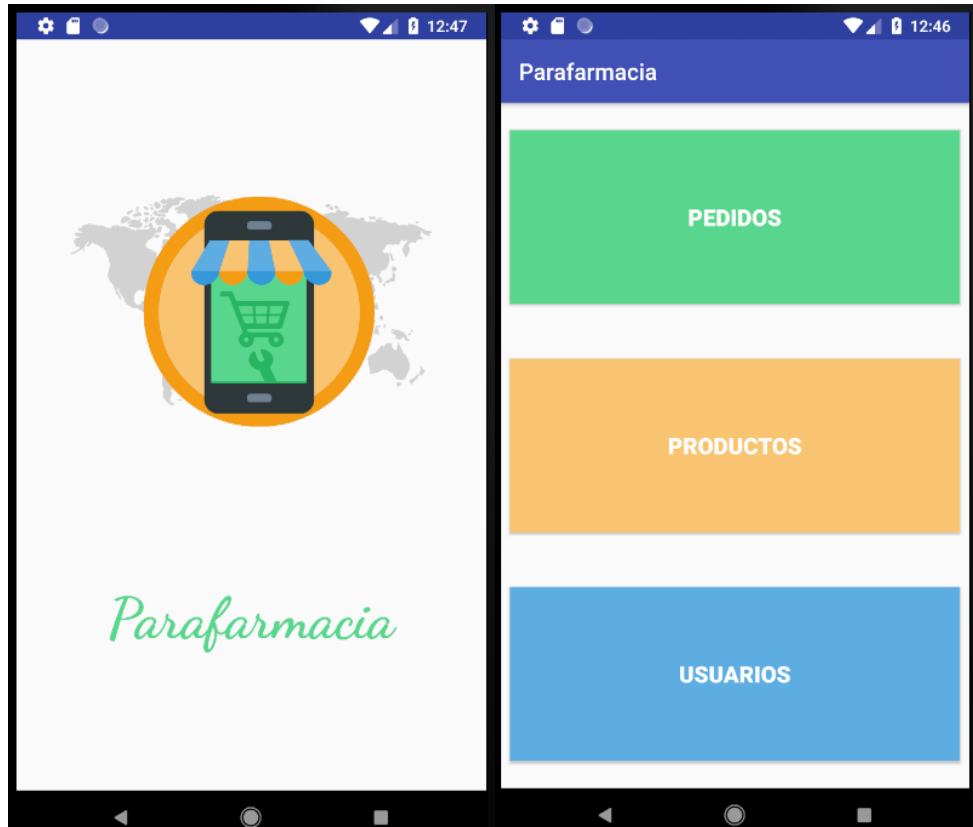 12:47
Parafarmacia
12:46
Parafarmacia
PEDIDOS
PRODUCTOS
USUARIOS